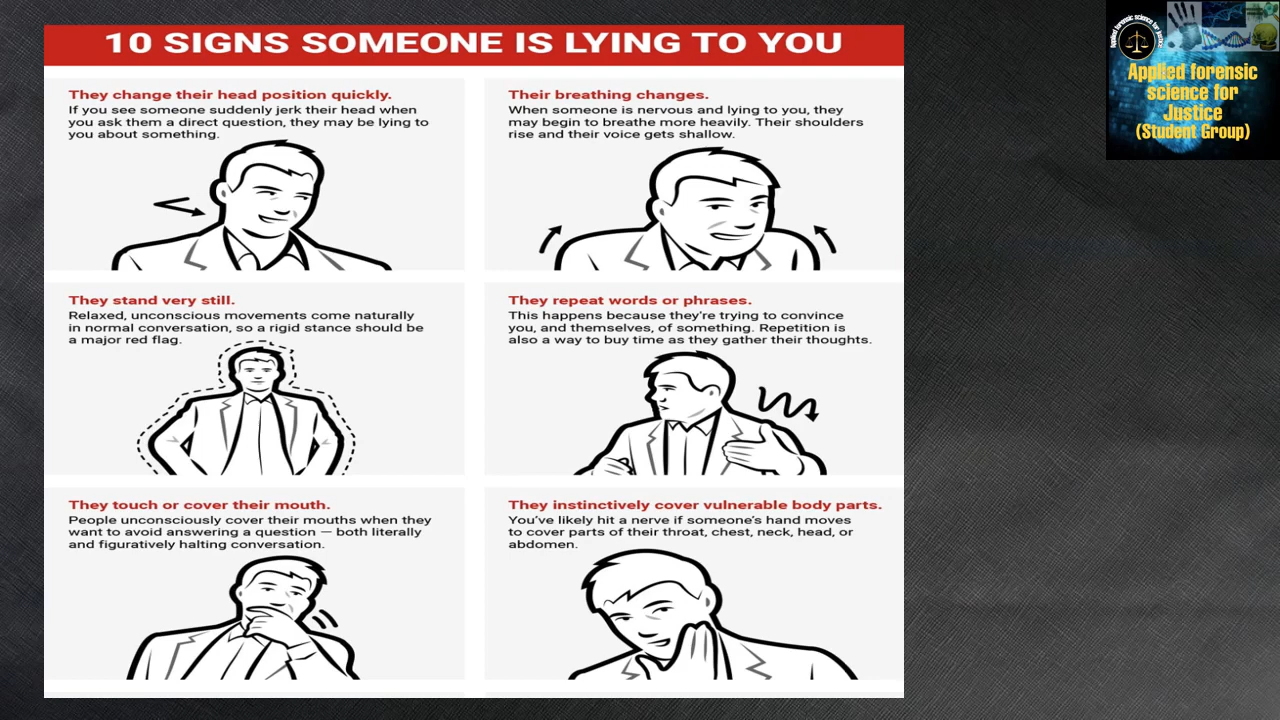 10 SIGNS SOMEONE IS LYING TO YOU
They change their head position quickly.
If you see someone suddenly jerk their head when
you ask them a direct question, they may be lying to
you about something.
Their breathing changes.
When someone is nervous and lying to you, they
may begin to breathe more heavily. Their shoulders
rise and their voice gets shallow.
They stand very still.
Relaxed, unconscious movements come naturally
in normal conversation, so a rigid stance should be
a major red flag.
They repeat words or phrases.
This happens because they're trying to convince
you, and themselves, of something. Repetition is
also a way to buy time as they gather their thoughts.
They touch or cover their mouth.
People unconsciously cover their mouths when they
want to avoid answering a question — both literally
and figuratively halting conversation.
They instinctively cover vulnerable body parts.
You've likely hit a nerve if someone's hand moves
to cover parts of their throat, chest, neck, head, or
abdomen.
Applied forensic science for justice
Applied forensic
science for
Justice
(Student Group)